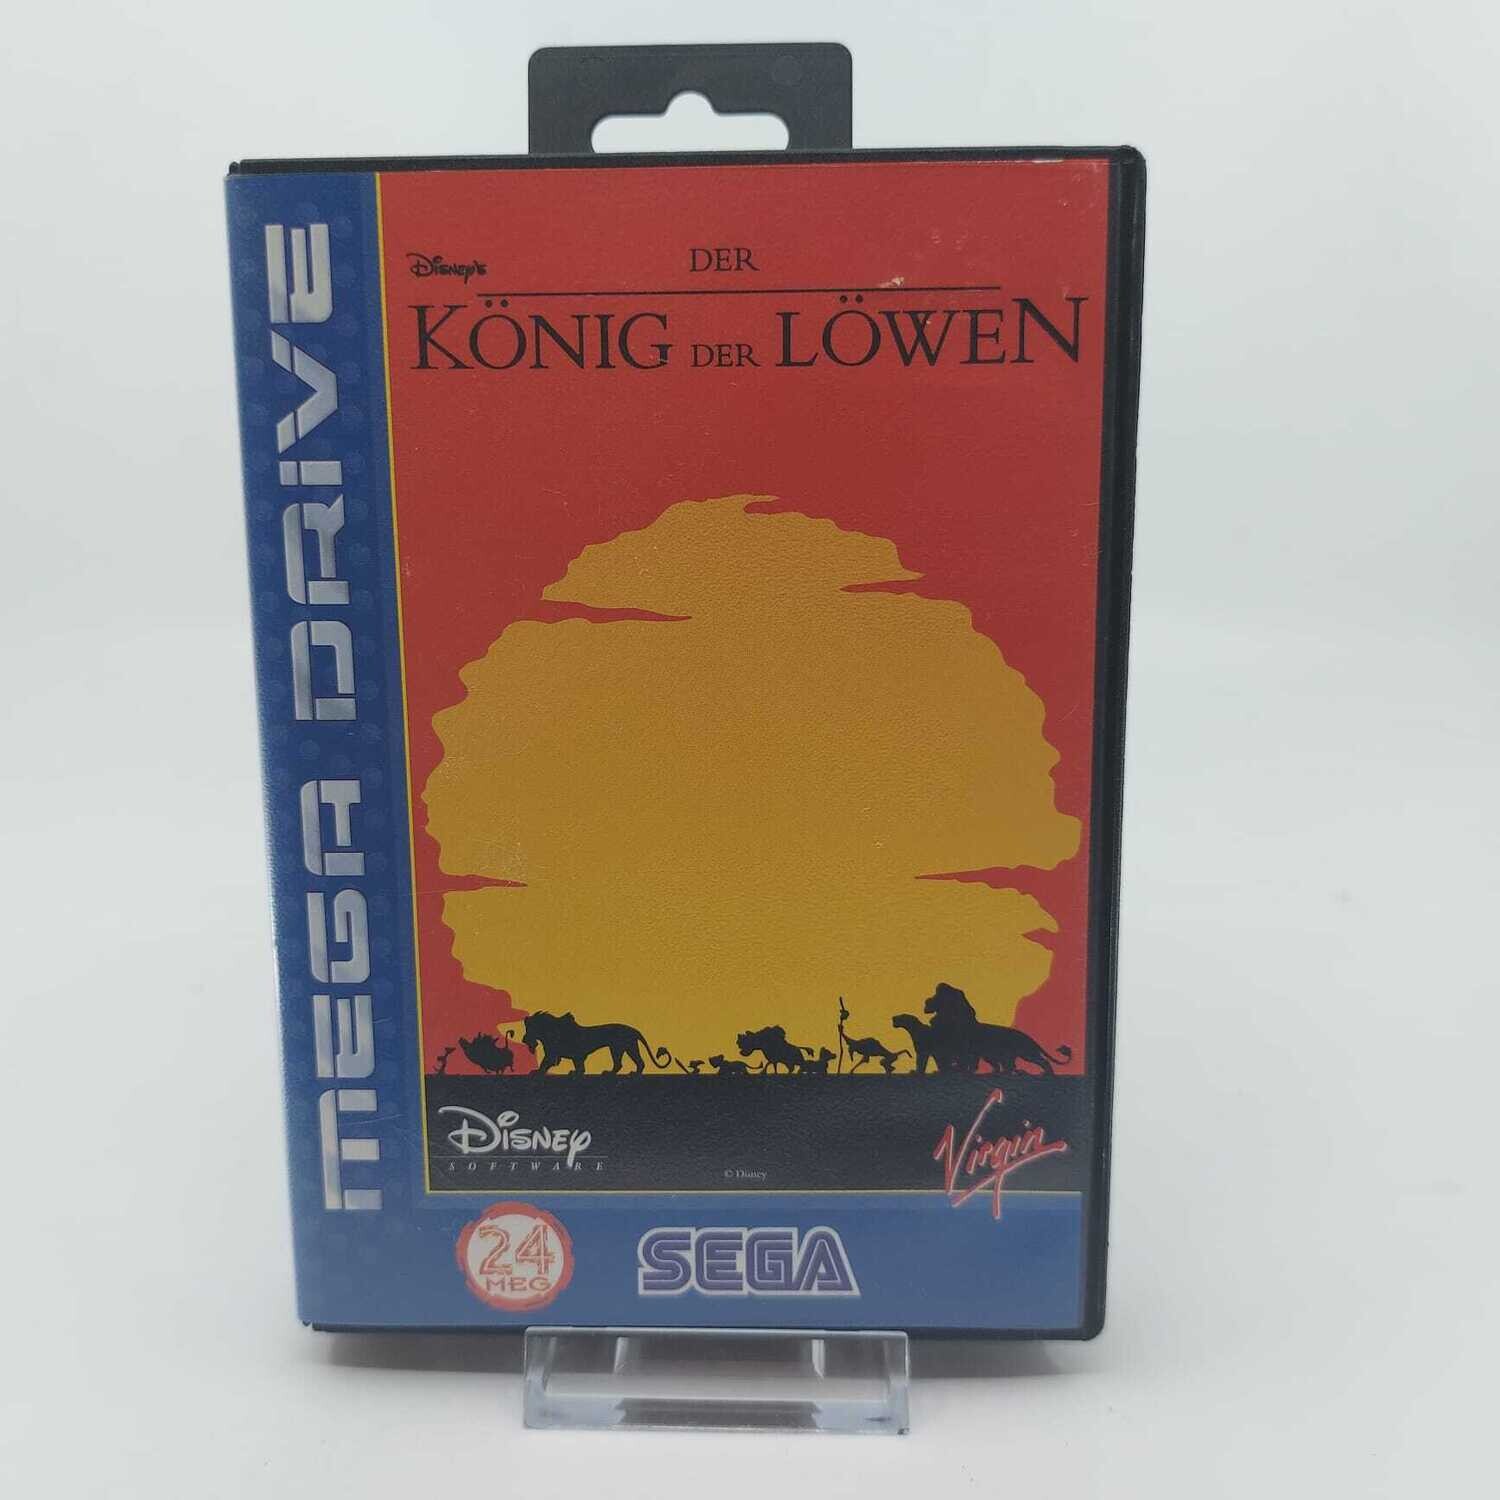 MEGA DRIVE
Disney's
DER
KÖNIG DER LÖWEN
Disney
SOFTWARE
© Disney
Virgin
24
MEG
SEGA